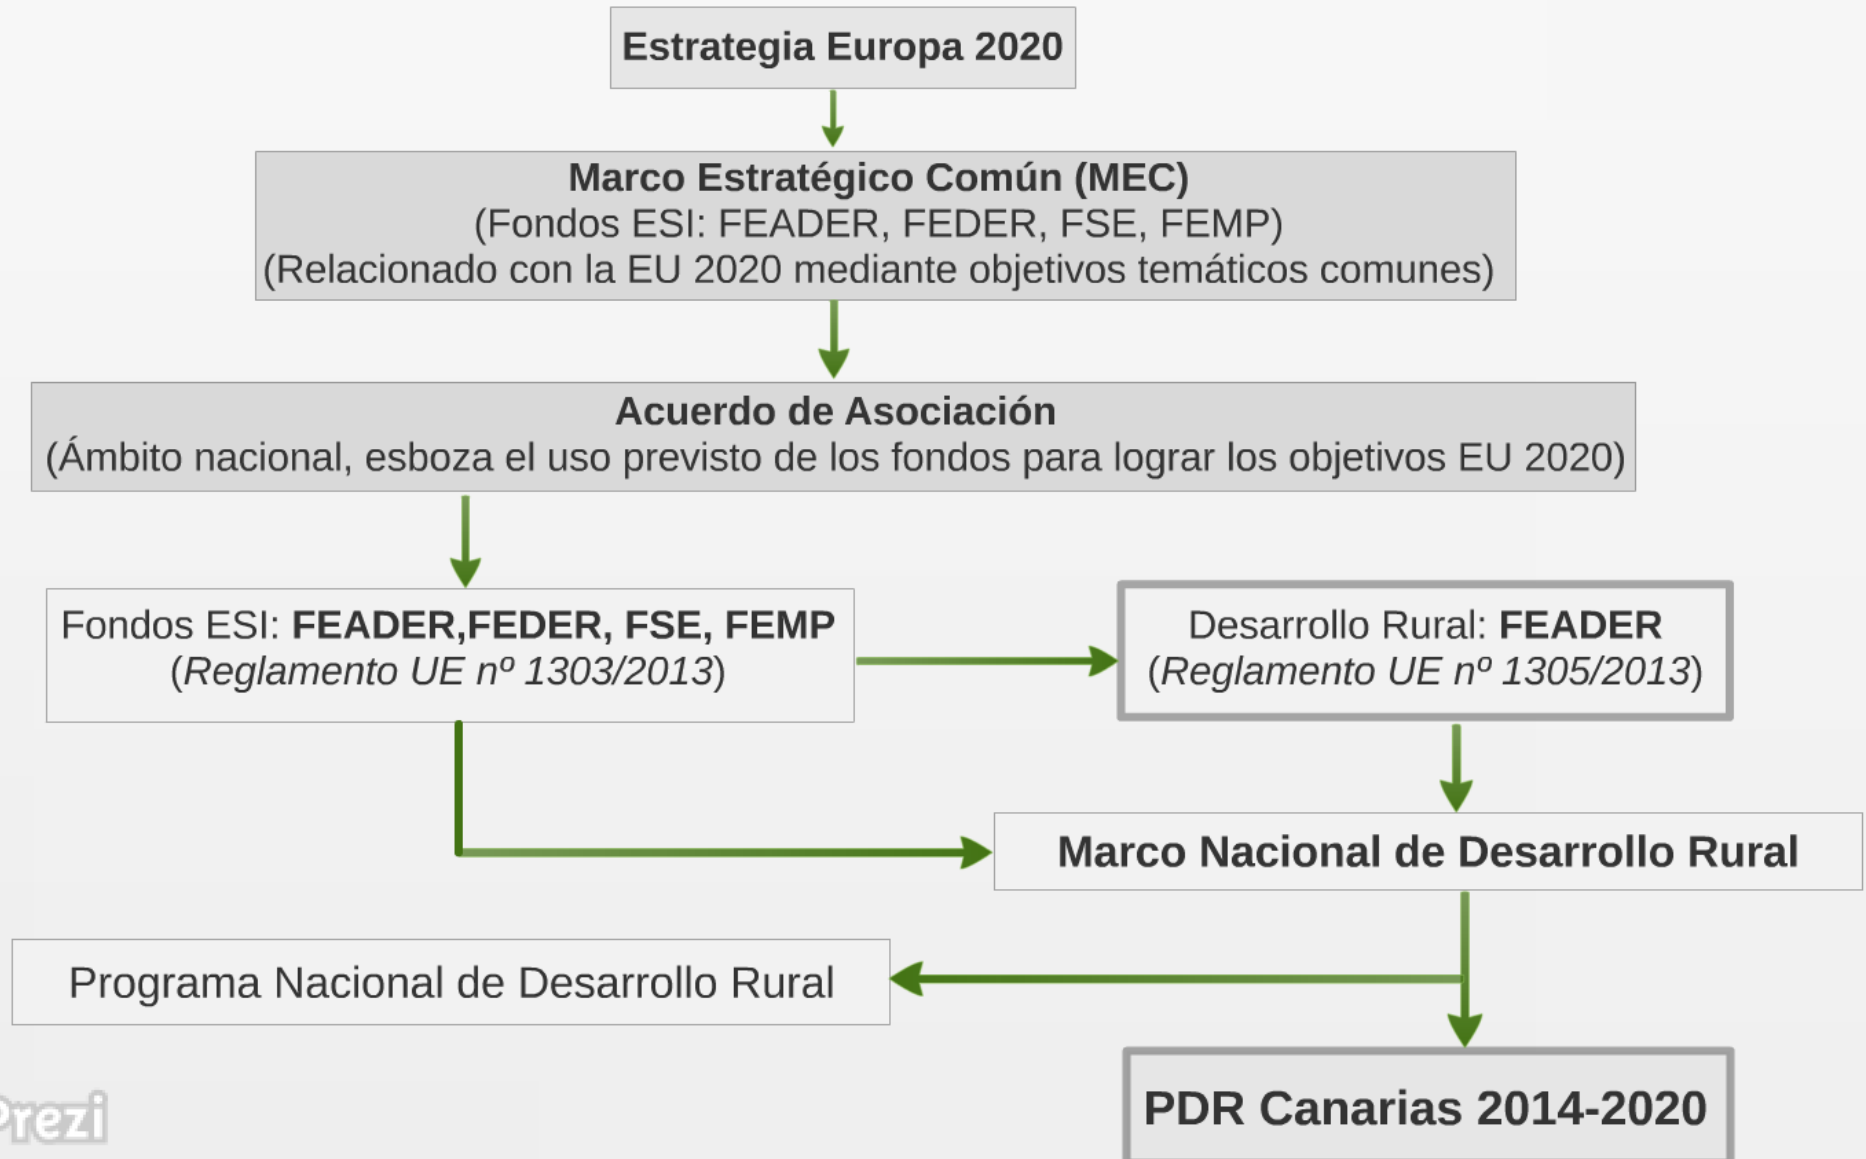 Estrategia Europa 2020
Marco Estratégico Común (MEC)
(Fondos ESI: FEADER, FEDER, FSE, FEMP)
(Relacionado con la EU 2020 mediante objetivos temáticos comunes)
Acuerdo de Asociación
(Ámbito nacional, esboza el uso previsto de los fondos para lograr los objetivos EU 2020)
Fondos ESI: FEADER,FEDER, FSE, FEMP
(Reglamento UE nº 1303/2013)
Desarrollo Rural: FEADER
(Reglamento UE nº 1305/2013)
Marco Nacional de Desarrollo Rural
Programa Nacional de Desarrollo Rural
PDR Canarias 2014-2020
Prezi